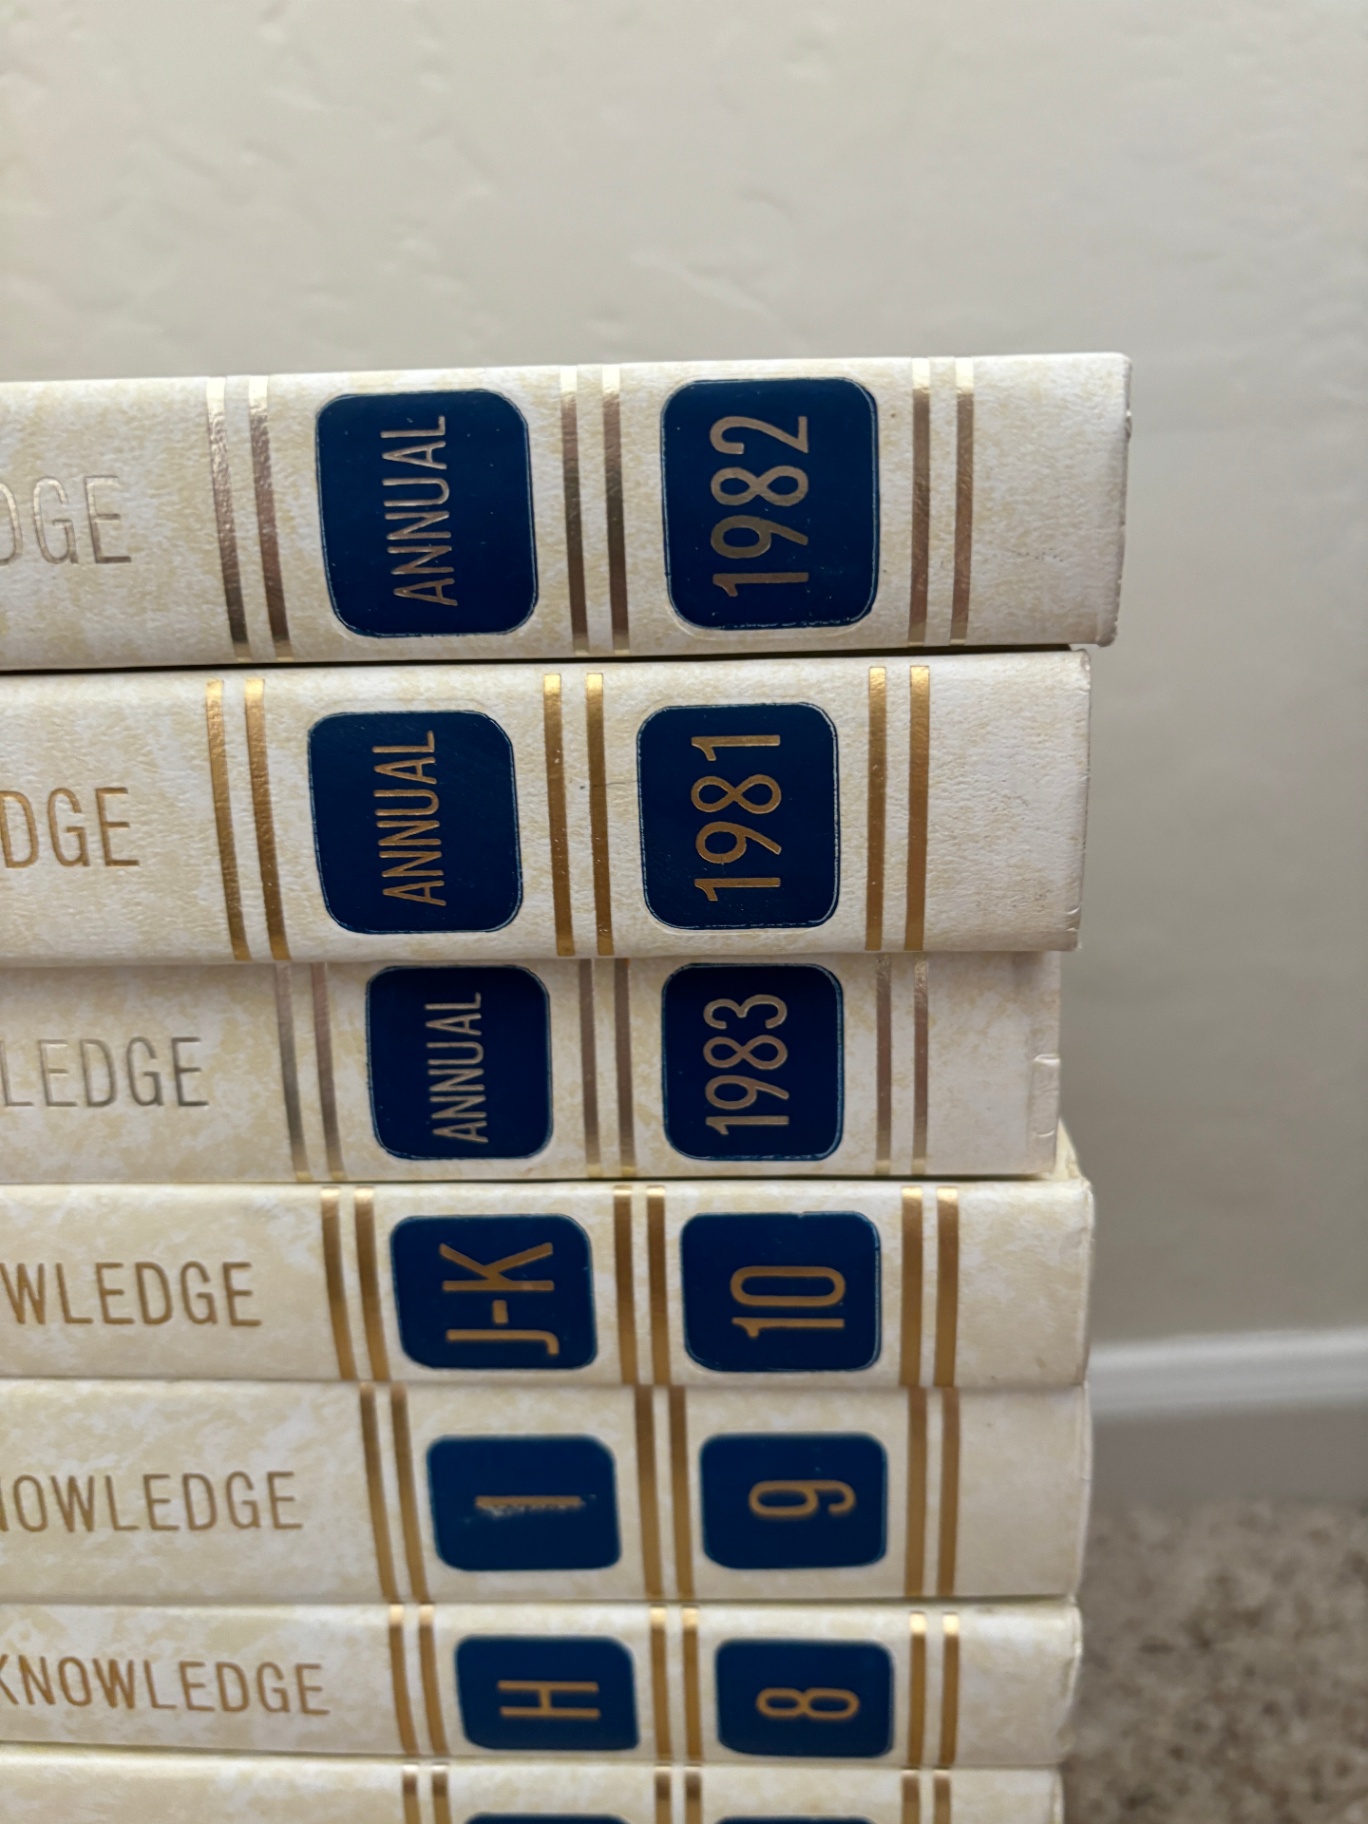 DGE ANNUAL 1982
DGE ANNUAL 1981
LEDGE ANNUAL 1983
WLEDGE J-K 10
NOWLEDGE I 9
KNOWLEDGE H 8